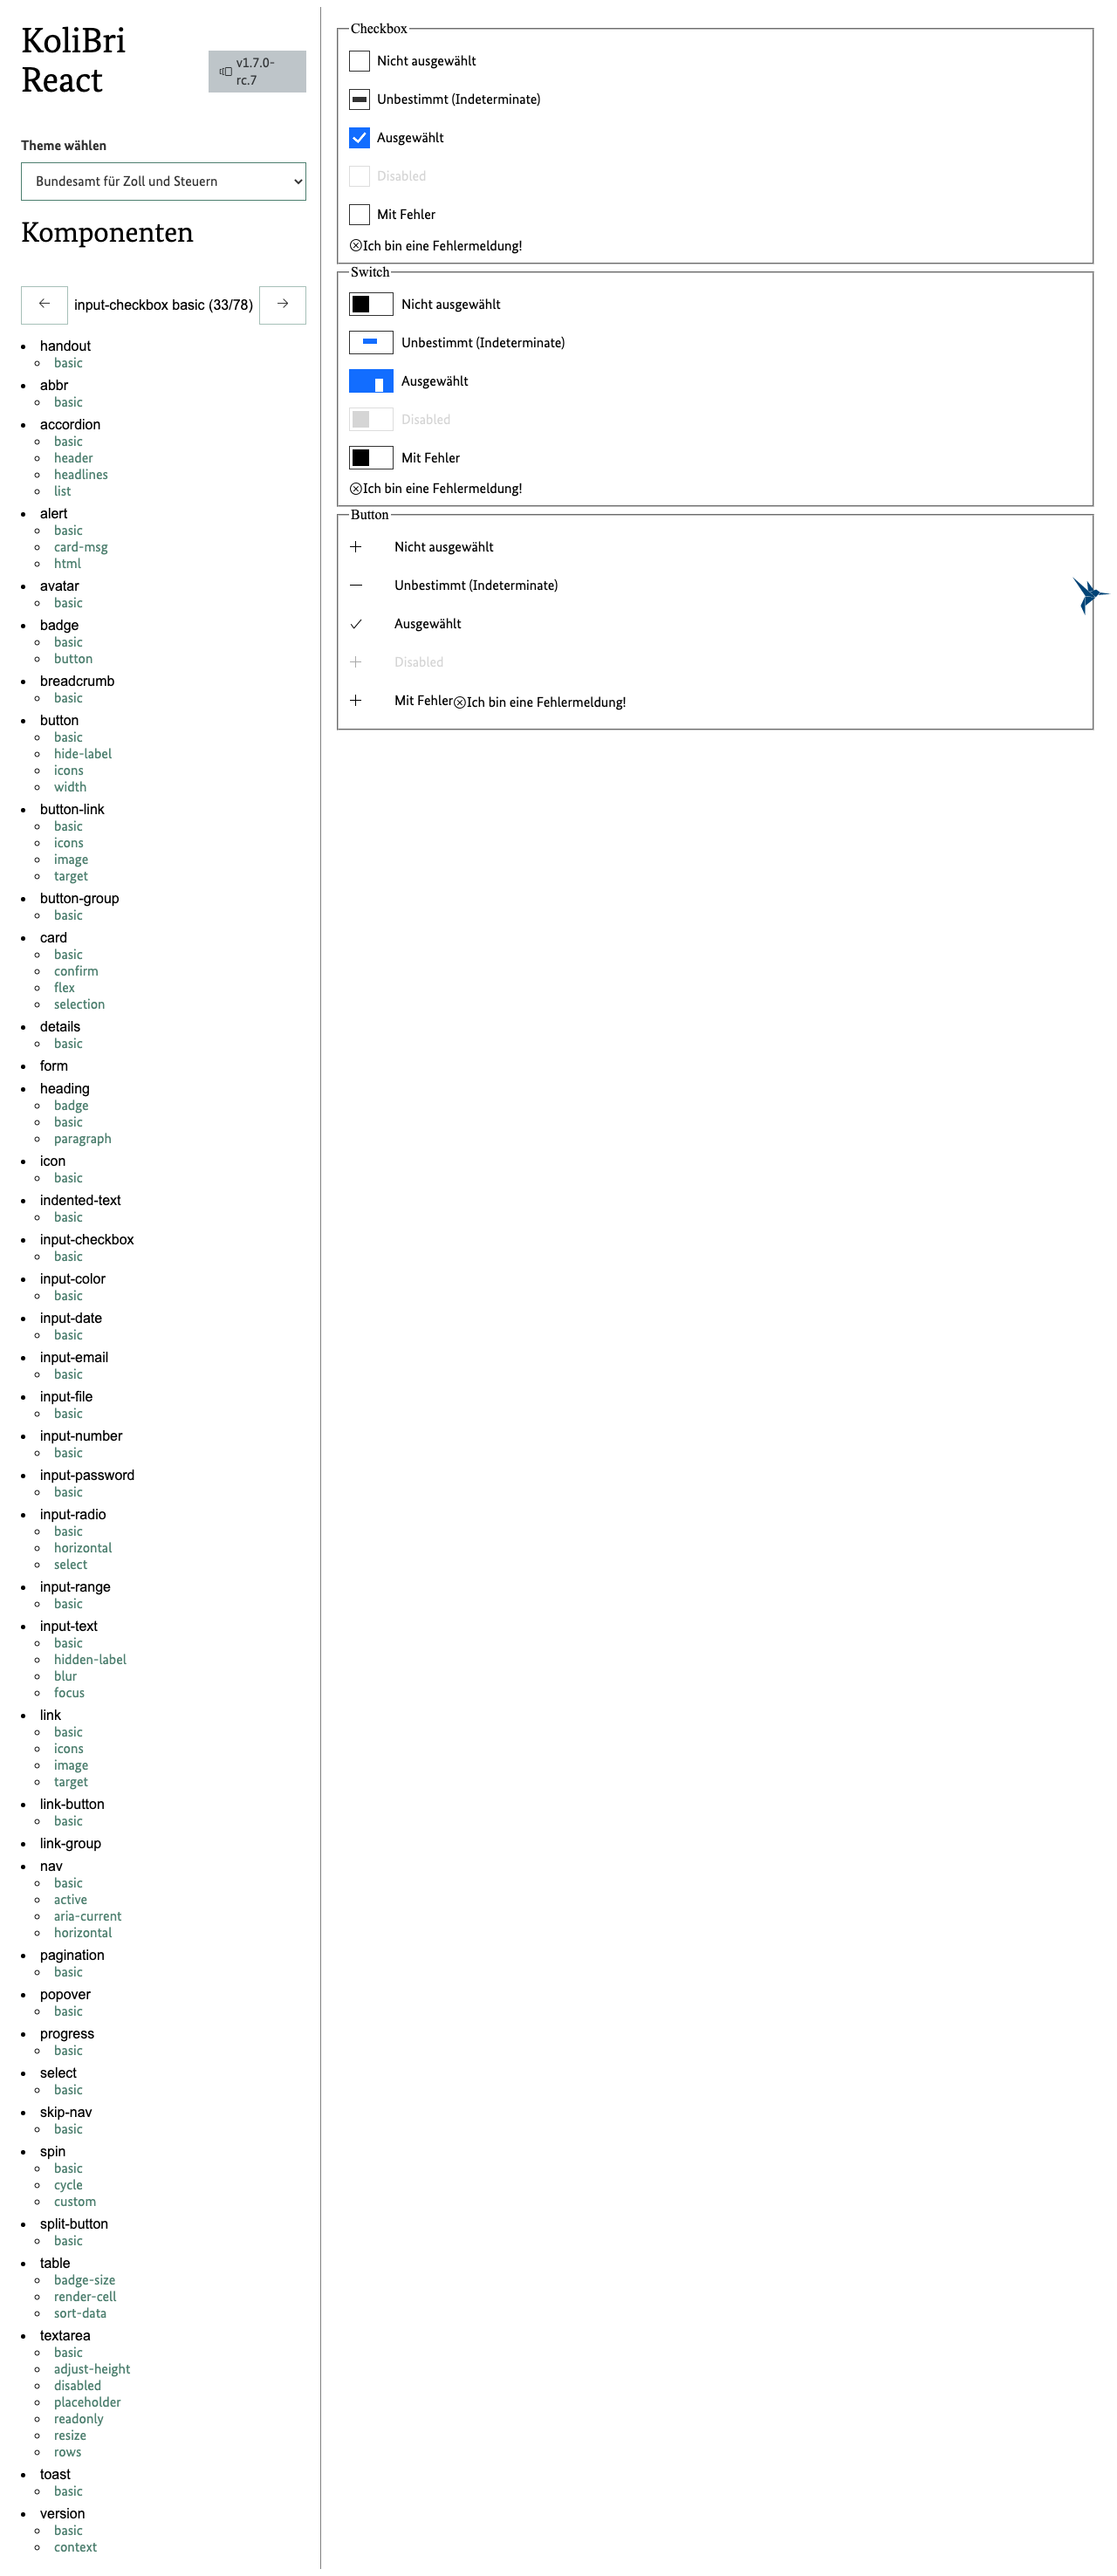 KoliBri
React
v1.7.0-
rc.7
Theme wählen
Bundesamt für Zoll und Steuern
Komponenten
input-checkbox basic (33/78)
handout
basic
abbr
basic
accordion
basic
header
headlines
list
alert
basic
card-msg
html
avatar
basic
badge
basic
button
breadcrumb
basic
button
basic
hide-label
icons
width
button-link
basic
icons
image
target
button-group
basic
card
basic
confirm
flex
selection
details
basic
form
heading
badge
basic
paragraph
icon
basic
indented-text
basic
input-checkbox
basic
input-color
basic
input-date
basic
input-email
basic
input-file
basic
input-number
basic
input-password
basic
input-radio
basic
horizontal
select
input-range
basic
input-text
basic
hidden-label
blur
focus
link
basic
icons
image
target
link-button
basic
link-group
nav
basic
active
aria-current
horizontal
pagination
basic
popover
basic
progress
basic
select
basic
skip-nav
basic
spin
basic
cycle
custom
split-button
basic
table
badge-size
render-cell
sort-data
textarea
basic
adjust-height
disabled
placeholder
readonly
resize
rows
toast
basic
version
basic
context
Checkbox
Nicht ausgewählt
Unbestimmt (Indeterminate)
Ausgewählt
Disabled
Mit Fehler
Ich bin eine Fehlermeldung!
Switch
Nicht ausgewählt
Unbestimmt (Indeterminate)
Ausgewählt
Disabled
Mit Fehler
Ich bin eine Fehlermeldung!
Button
Nicht ausgewählt
Unbestimmt (Indeterminate)
Ausgewählt
Disabled
Mit Fehler Ich bin eine Fehlermeldung!